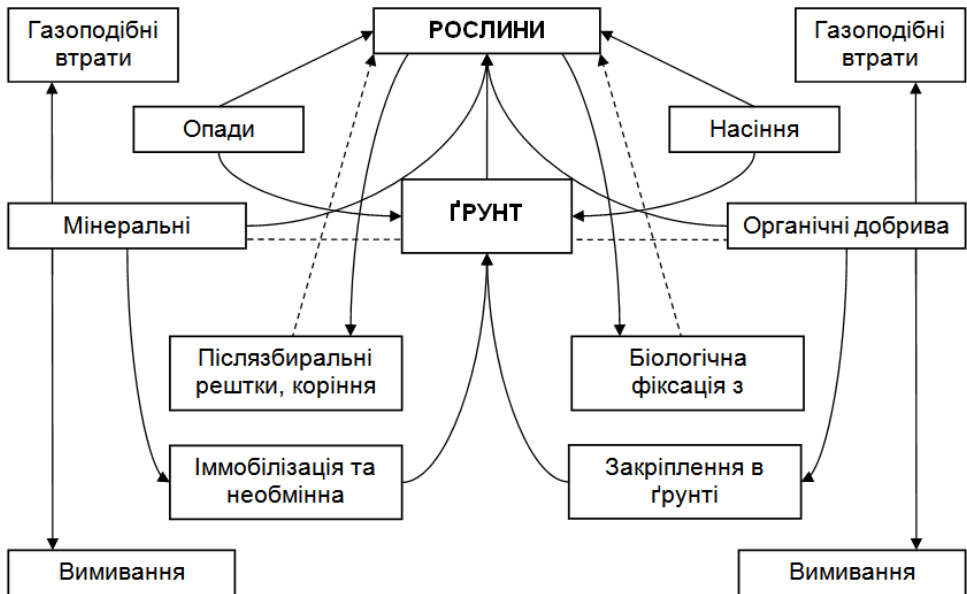 Газоподібні
втрати
РОСЛИНИ
Газоподібні
втрати
Опади
Насіння
Мінеральні
ҐРУНТ
Органічні добрива
Післязбиральні
рештки, коріння
Біологічна
фіксація з
Іммобілізація та
необмінна
Закріплення в
ґрунті
Вимивання
Вимивання